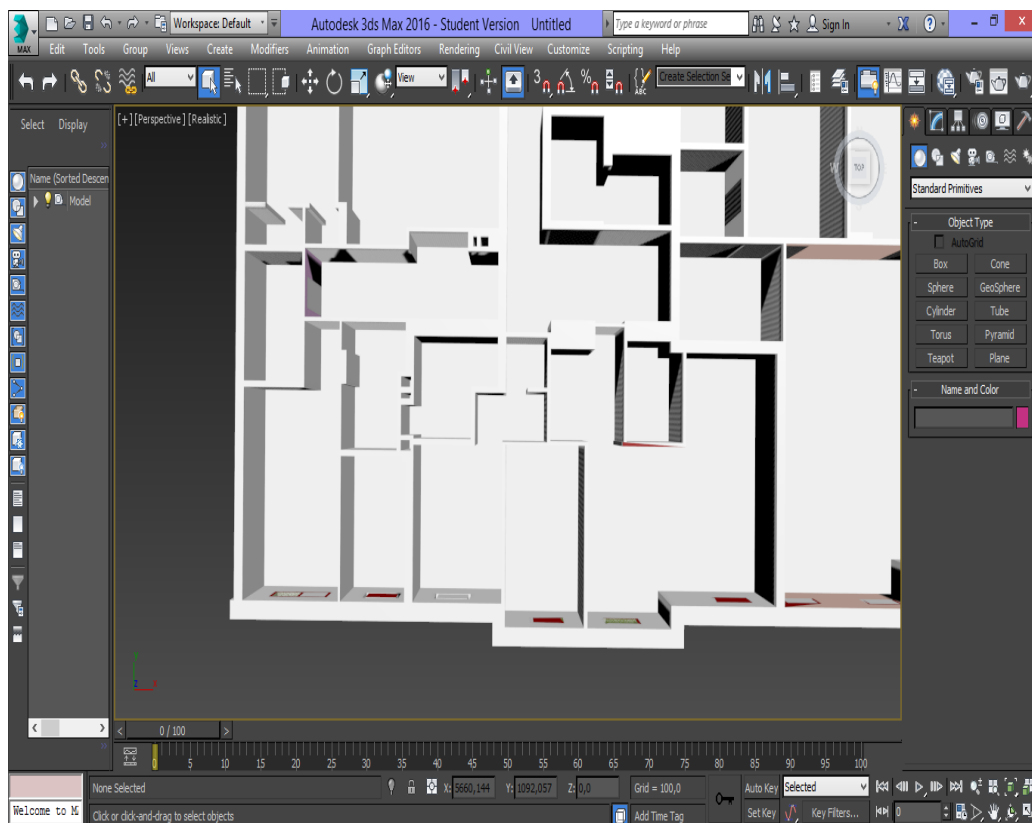 Workspace: Default
Autodesk 3ds Max 2016 - Student Version Untitled
Type a keyword or phrase
Sign In
MAX
Edit Tools Group Views Create Modifiers Animation Graph Editors Rendering Civil View Customize Scripting Help
All
View
3
Create Selection Se
ABC
Select Display
[+] [Perspective] [Realistic]
Name (Sorted Descen
Model
TOP
W
Standard Primitives
- Object Type
AutoGrid
Box Cone
Sphere GeoSphere
Cylinder Tube
Torus Pyramid
Teapot Plane
- Name and Color
y
z x
< 0 / 100 >
0 5 10 15 20 25 30 35 40 45 50 55 60 65 70 75 80 85 90 95 100
None Selected X: 5660,144 Y: 1092,057 Z: 0,0 Grid = 100,0 Auto Key Selected
Welcome to M Click or click-and-drag to select objects Add Time Tag Set Key Key Filters... 0